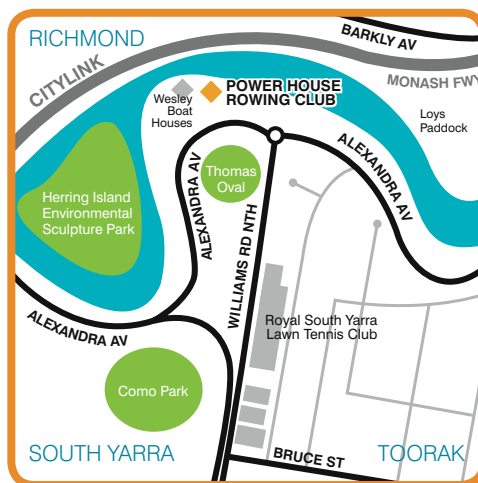 RICHMOND
BARKLY AV
CITYLINK
MONASH FWY
POWER HOUSE
ROWING CLUB
Wesley
Boat
Houses
Loys
Paddock
ALEXANDRA AV
Thomas
Oval
ALEXANDRA AV
Herring Island
Environmental
Sculpture Park
WILLIAMS RD NTH
ALEXANDRA AV
Royal South Yarra
Lawn Tennis Club
Como Park
SOUTH YARRA
BRUCE ST
TOORAK